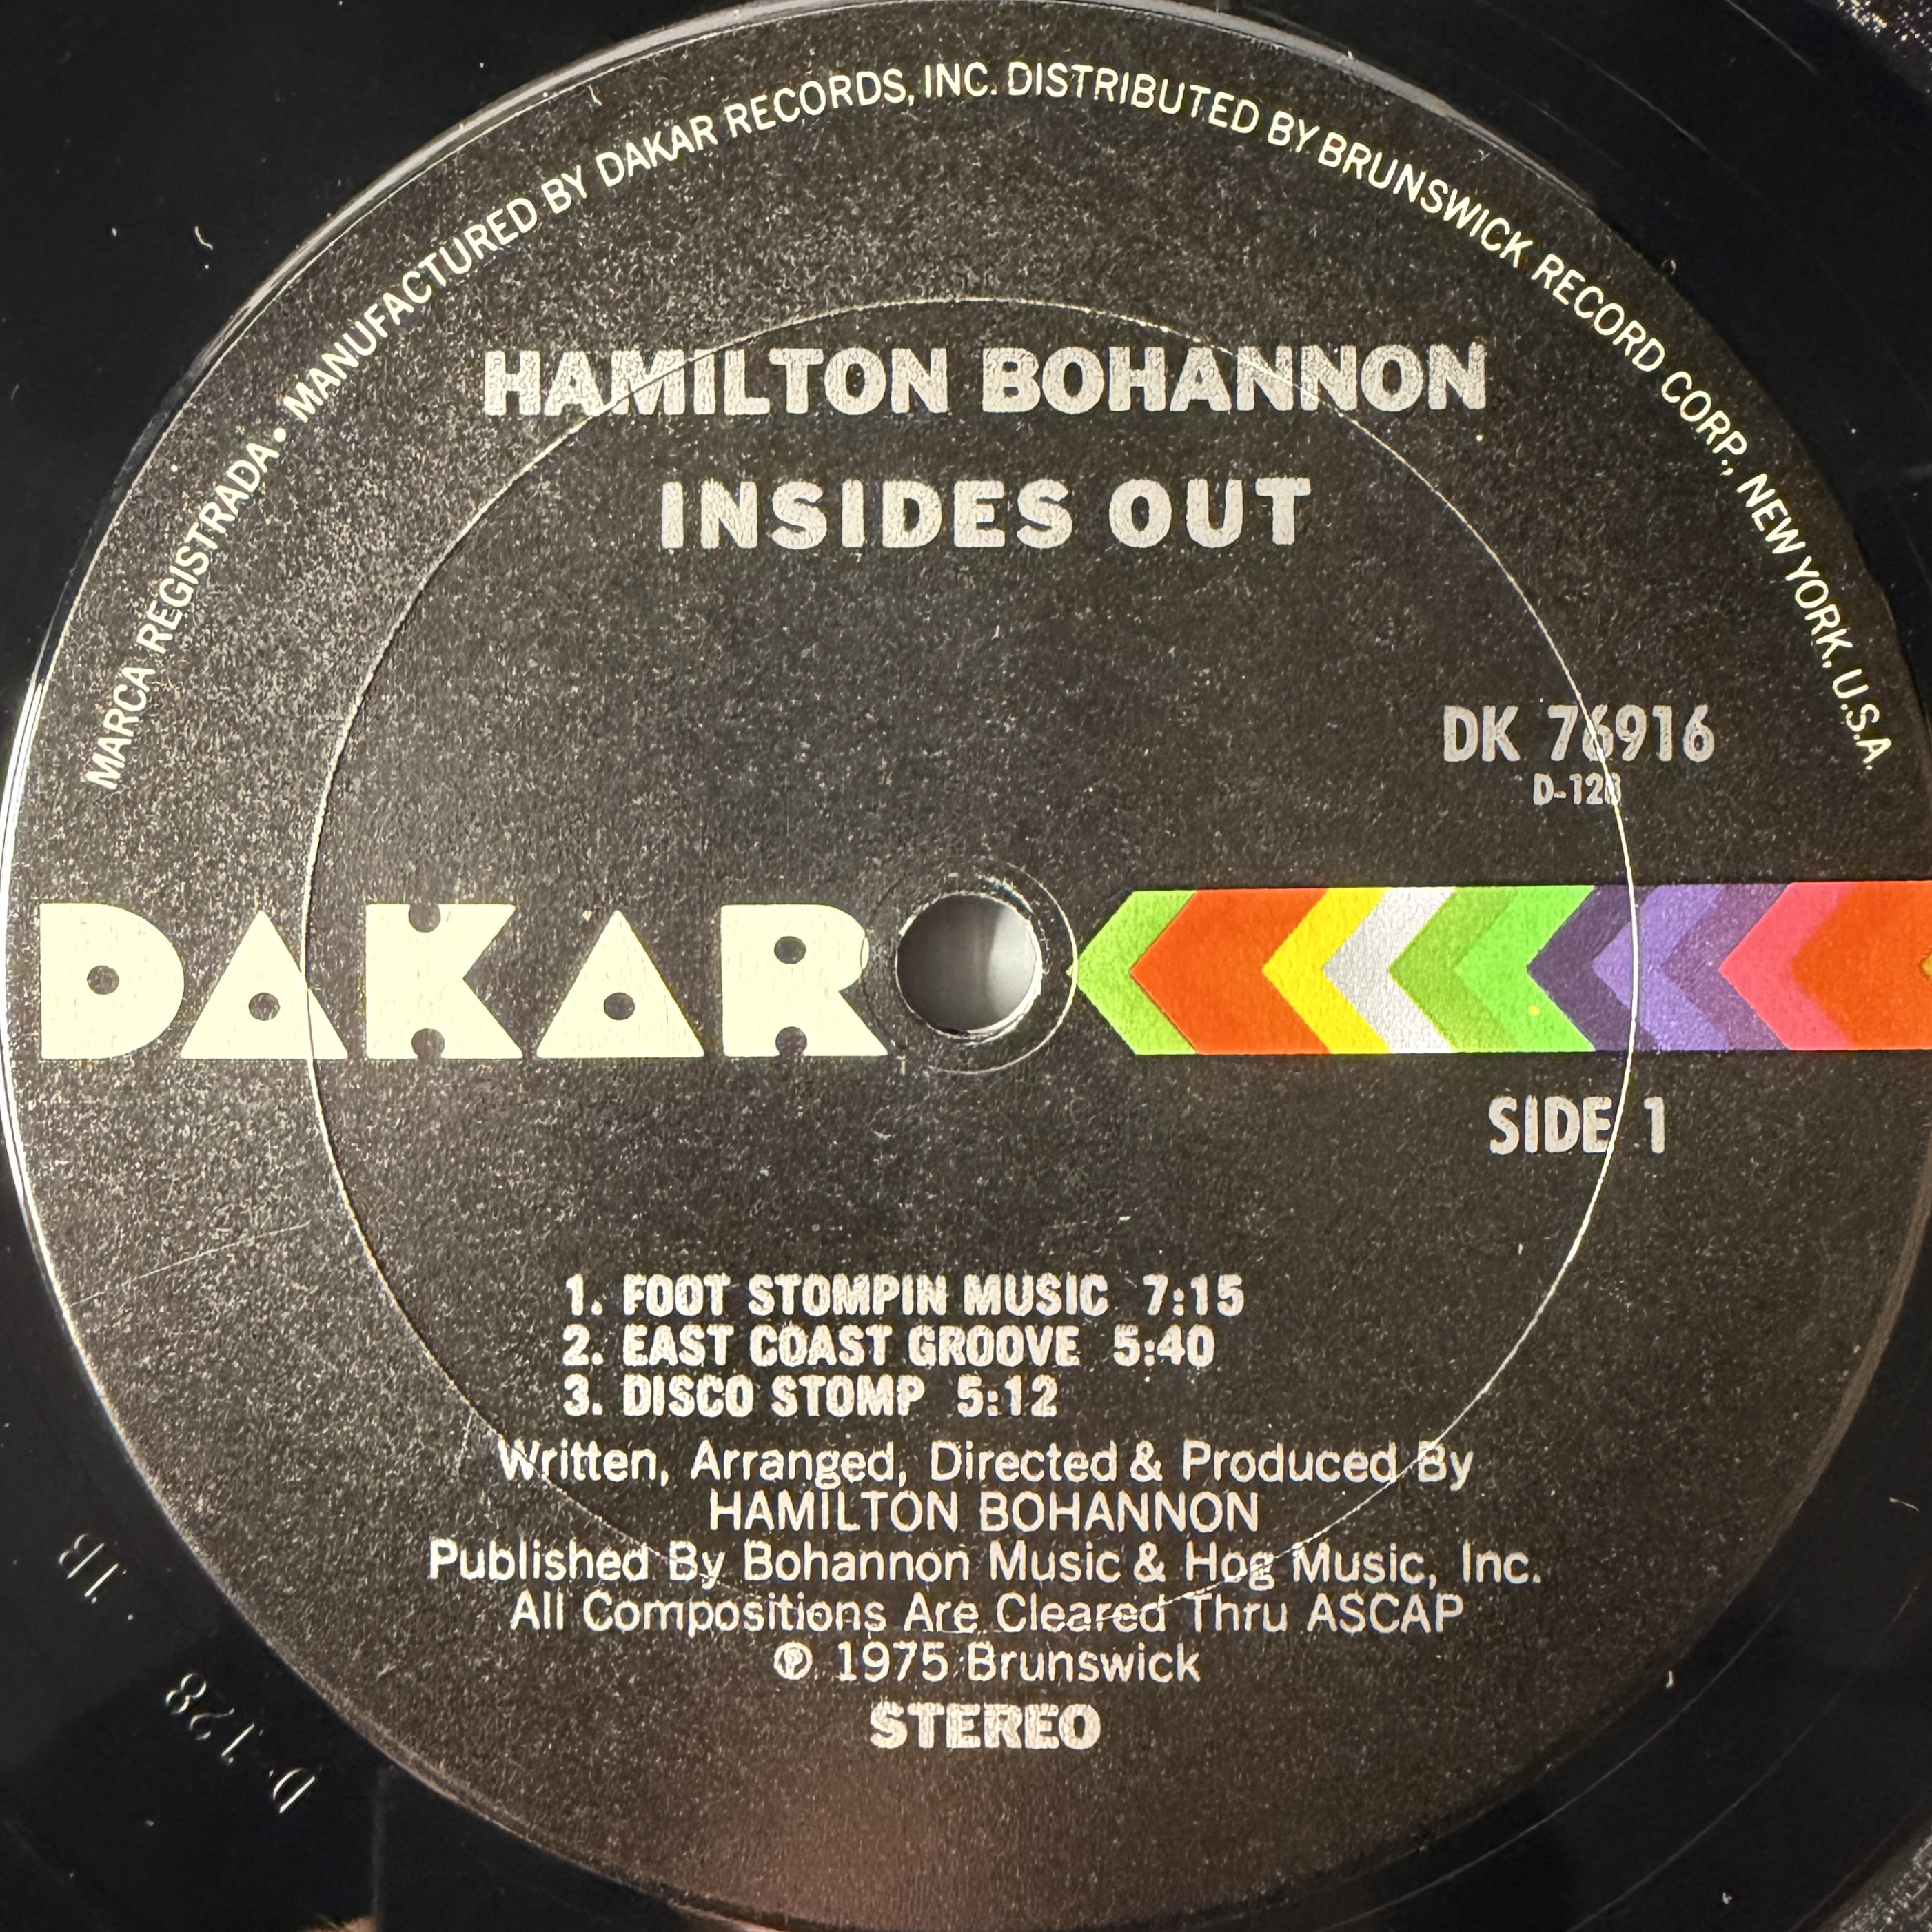 MARCA REGISTRADA. • MANUFACTURED BY DAKAR RECORDS, INC. DISTRIBUTED BY BRUNSWICK RECORD CORP., NEW YORK, U.S.A.
HAMILTON BOHANNON
INSIDES OUT
DK 76916
D-128
DAKAR
SIDE 1
1. FOOT STOMPIN MUSIC 7:15
2. EAST COAST GROOVE 5:40
3. DISCO STOMP 5:12
Written, Arranged, Directed & Produced By
HAMILTON BOHANNON
Published By Bohannon Music & Hog Music, Inc.
All Compositions Are Cleared Thru ASCAP
℗ 1975 Brunswick
STEREO
D-128 1B